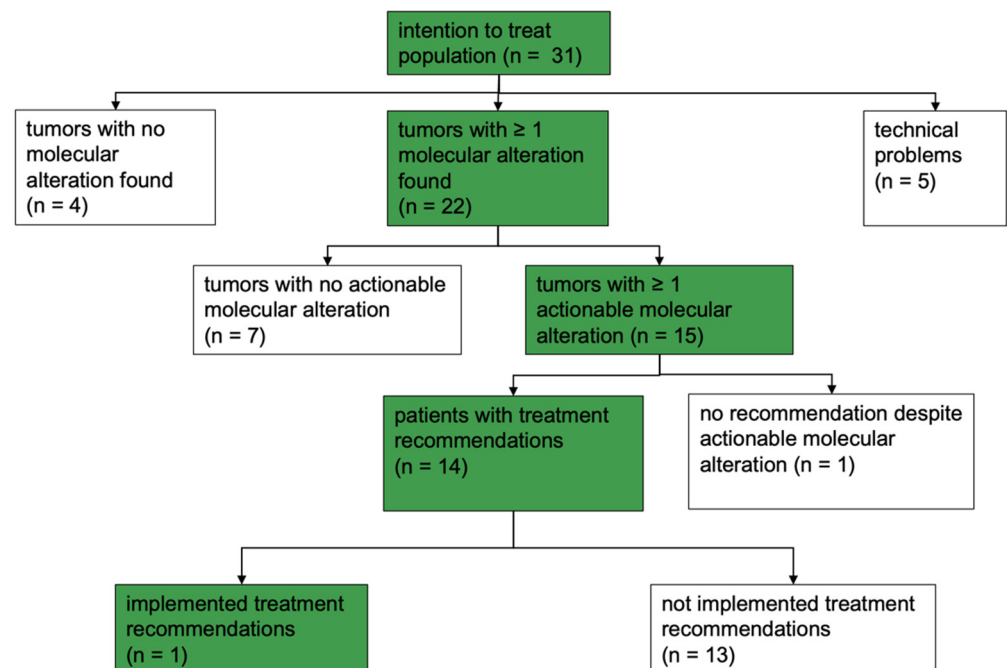 intention to treat
population (n =  31)
tumors with no
molecular
alteration found
(n = 4)
tumors with ≥ 1
molecular alteration
found
(n = 22)
technical
problems
(n = 5)
tumors with no actionable
molecular alteration
(n = 7)
tumors with ≥ 1
actionable molecular
alteration (n = 15)
patients with treatment
recommendations
(n = 14)
no recommendation despite
actionable molecular
alteration (n = 1)
implemented treatment
recommendations
(n = 1)
not implemented treatment
recommendations
(n = 13)